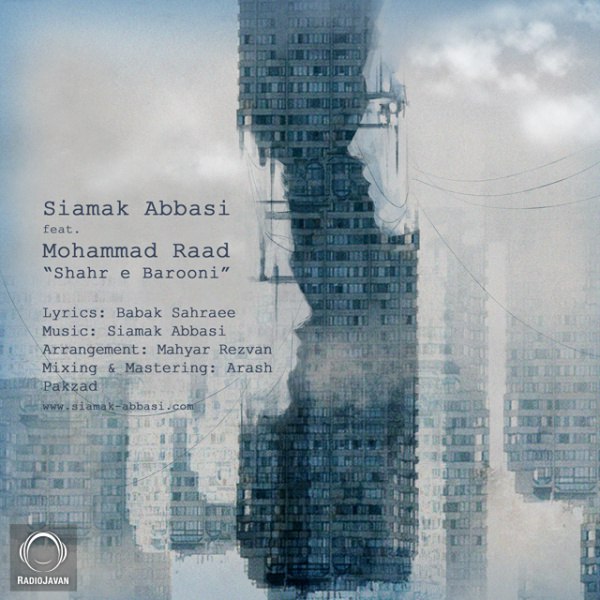 Siamak Abbasi
feat.
Mohammad Raad
“Shahr e Barooni”
Lyrics: Babak Sahraee
Music: Siamak Abbasi
Arrangement: Mahyar Rezvan
Mixing & Mastering: Arash
Pakzad
www.siamak-abbasi.com
RADIOJAVAN